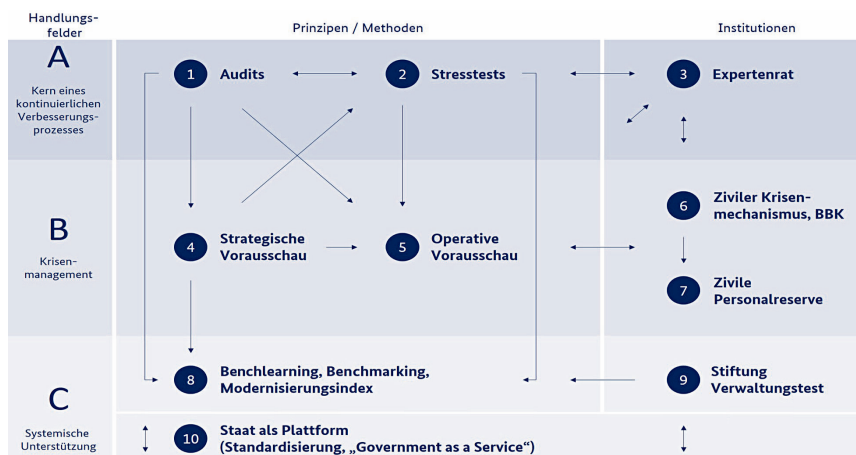 Handlungs-
felder
Prinzipen / Methoden
Institutionen
A
Kern eines
kontinuierlichen
Verbesserungs-
prozesses
1 Audits
2 Stresstests
3 Expertenrat
B
Krisen-
management
4 Strategische
Vorausschau
5 Operative
Vorausschau
6 Ziviler Krisen-
mechanismus, BBK
7 Zivile
Personalreserve
C
Systemische
Unterstützung
8 Benchlearning, Benchmarking,
Modernisierungsindex
9 Stiftung
Verwaltungstest
10 Staat als Plattform
(Standardisierung, „Government as a Service“)